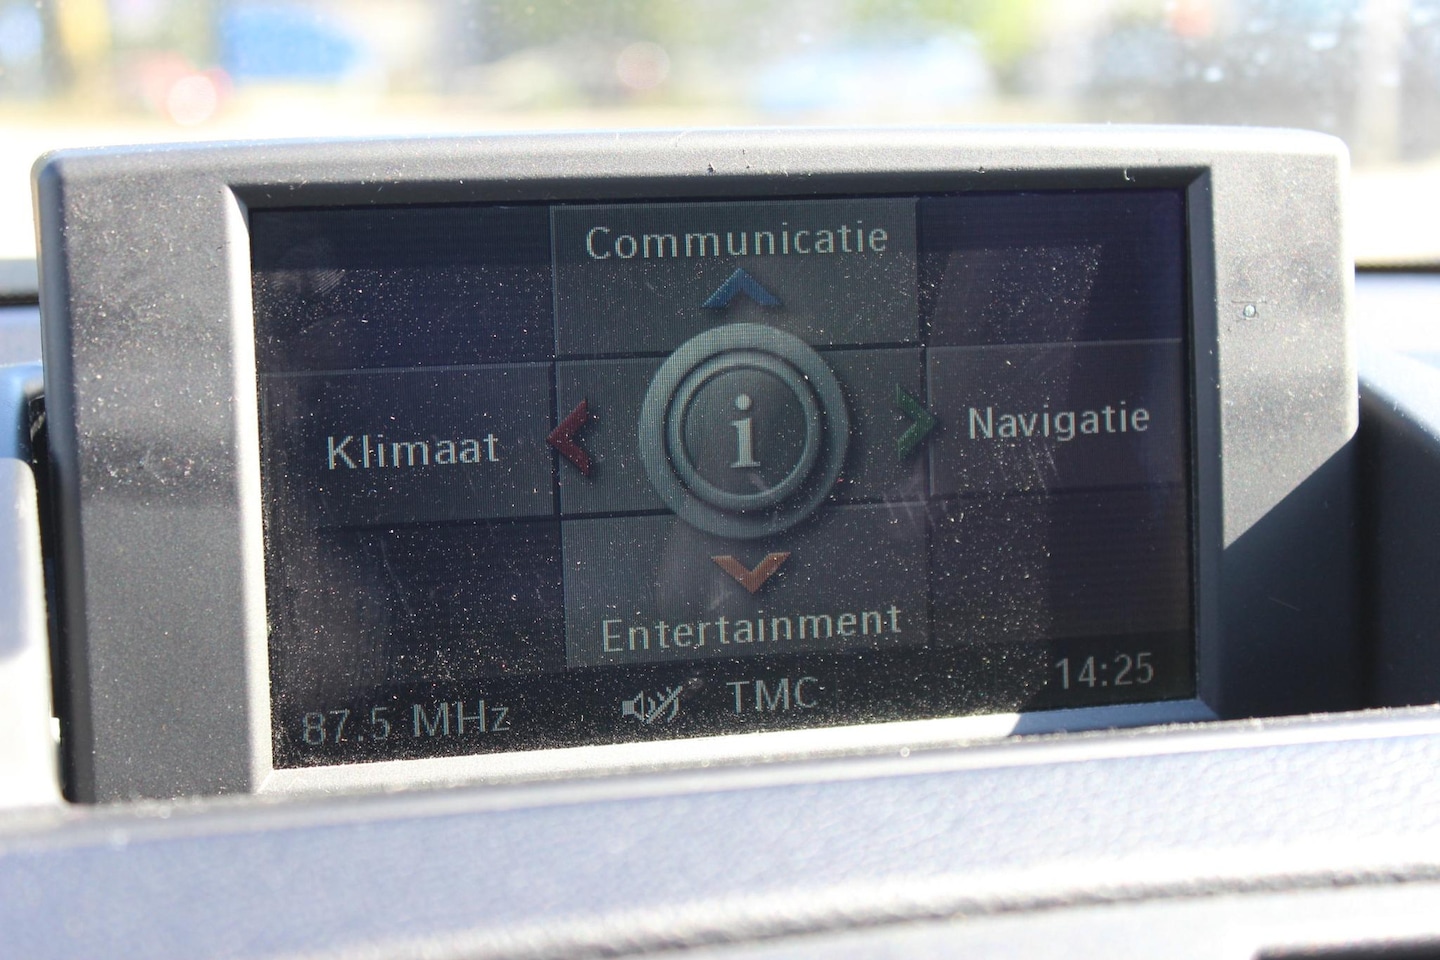 Communicatie
Klimaat
i
Navigatie
Entertainment
87.5 MHz
TMC
14:25